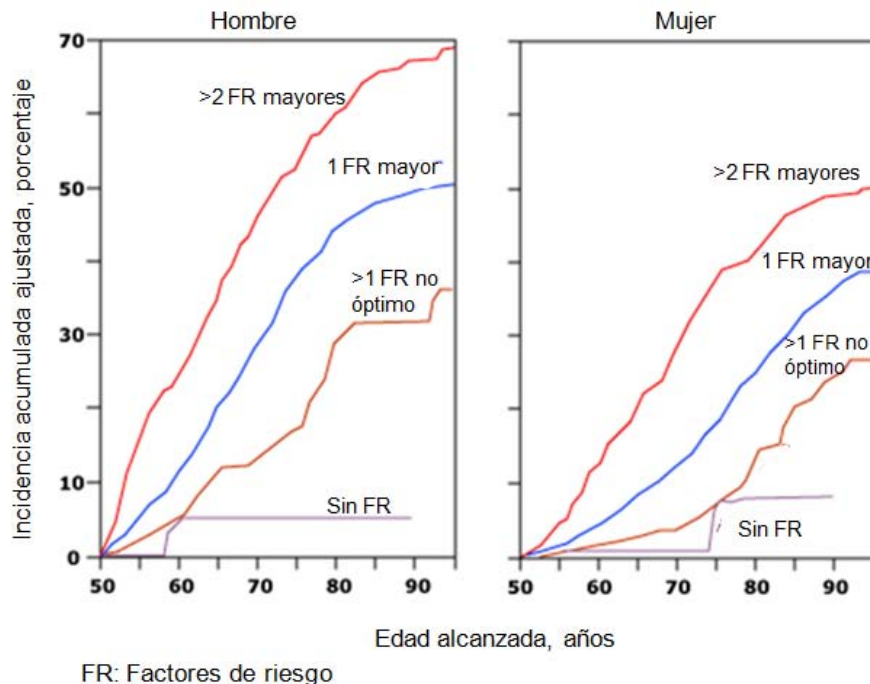 Hombre
Mujer
Incidencia acumulada ajustada, porcentaje
70
50
30
10
0
>2 FR mayores
1 FR mayor
>1 FR no
óptimo
Sin FR
50 60 70 80 90
>2 FR mayores
1 FR mayor
>1 FR no
óptimo
Sin FR
50 60 70 80 90
Edad alcanzada, años
FR: Factores de riesgo